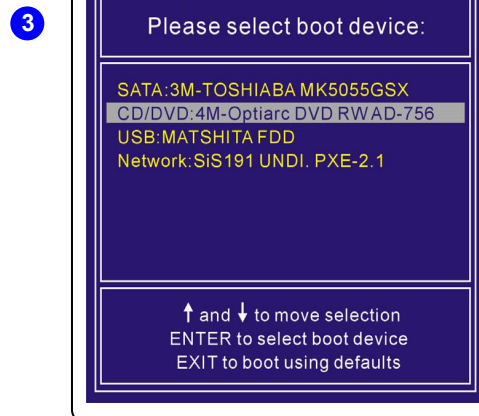 3
Please select boot device:
SATA:3M-TOSHIABA MK5055GSX
CD/DVD:4M-Optiarc DVD RW AD-756
USB:MATSHITA FDD
Network:SiS191 UNDI. PXE-2.1
↑ and ↓ to move selection
ENTER to select boot device
EXIT to boot using defaults